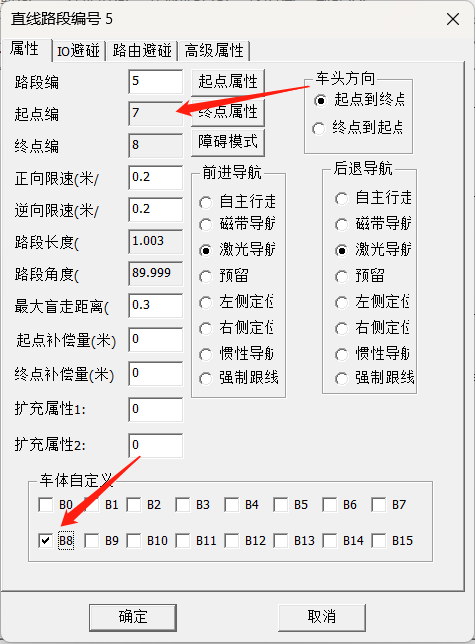 直线路段编号 5
属性 IO避碰 路由避碰 高级属性
路段编 5 起点属性 车头方向
起点编 7 终点属性 起点到终点
终点编 8 障碍模式 终点到起点
正向限速(米/ 0.2 前进导航 后退导航
逆向限速(米/ 0.2 自主行走 自主行走
路段长度( 1.003 磁带导航 磁带导航
路段角度( 89.999 激光导航 激光导航
最大盲走距离( 0.3 预留 预留
起点补偿量(米) 0 左侧定位 左侧定位
终点补偿量(米) 0 右侧定位 右侧定位
扩充属性1: 0 惯性导航 惯性导航
扩充属性2: 0 强制跟线 强制跟线
车体自定义
B0 B1 B2 B3 B4 B5 B6 B7
B8 B9 B10 B11 B12 B13 B14 B15
确定 取消